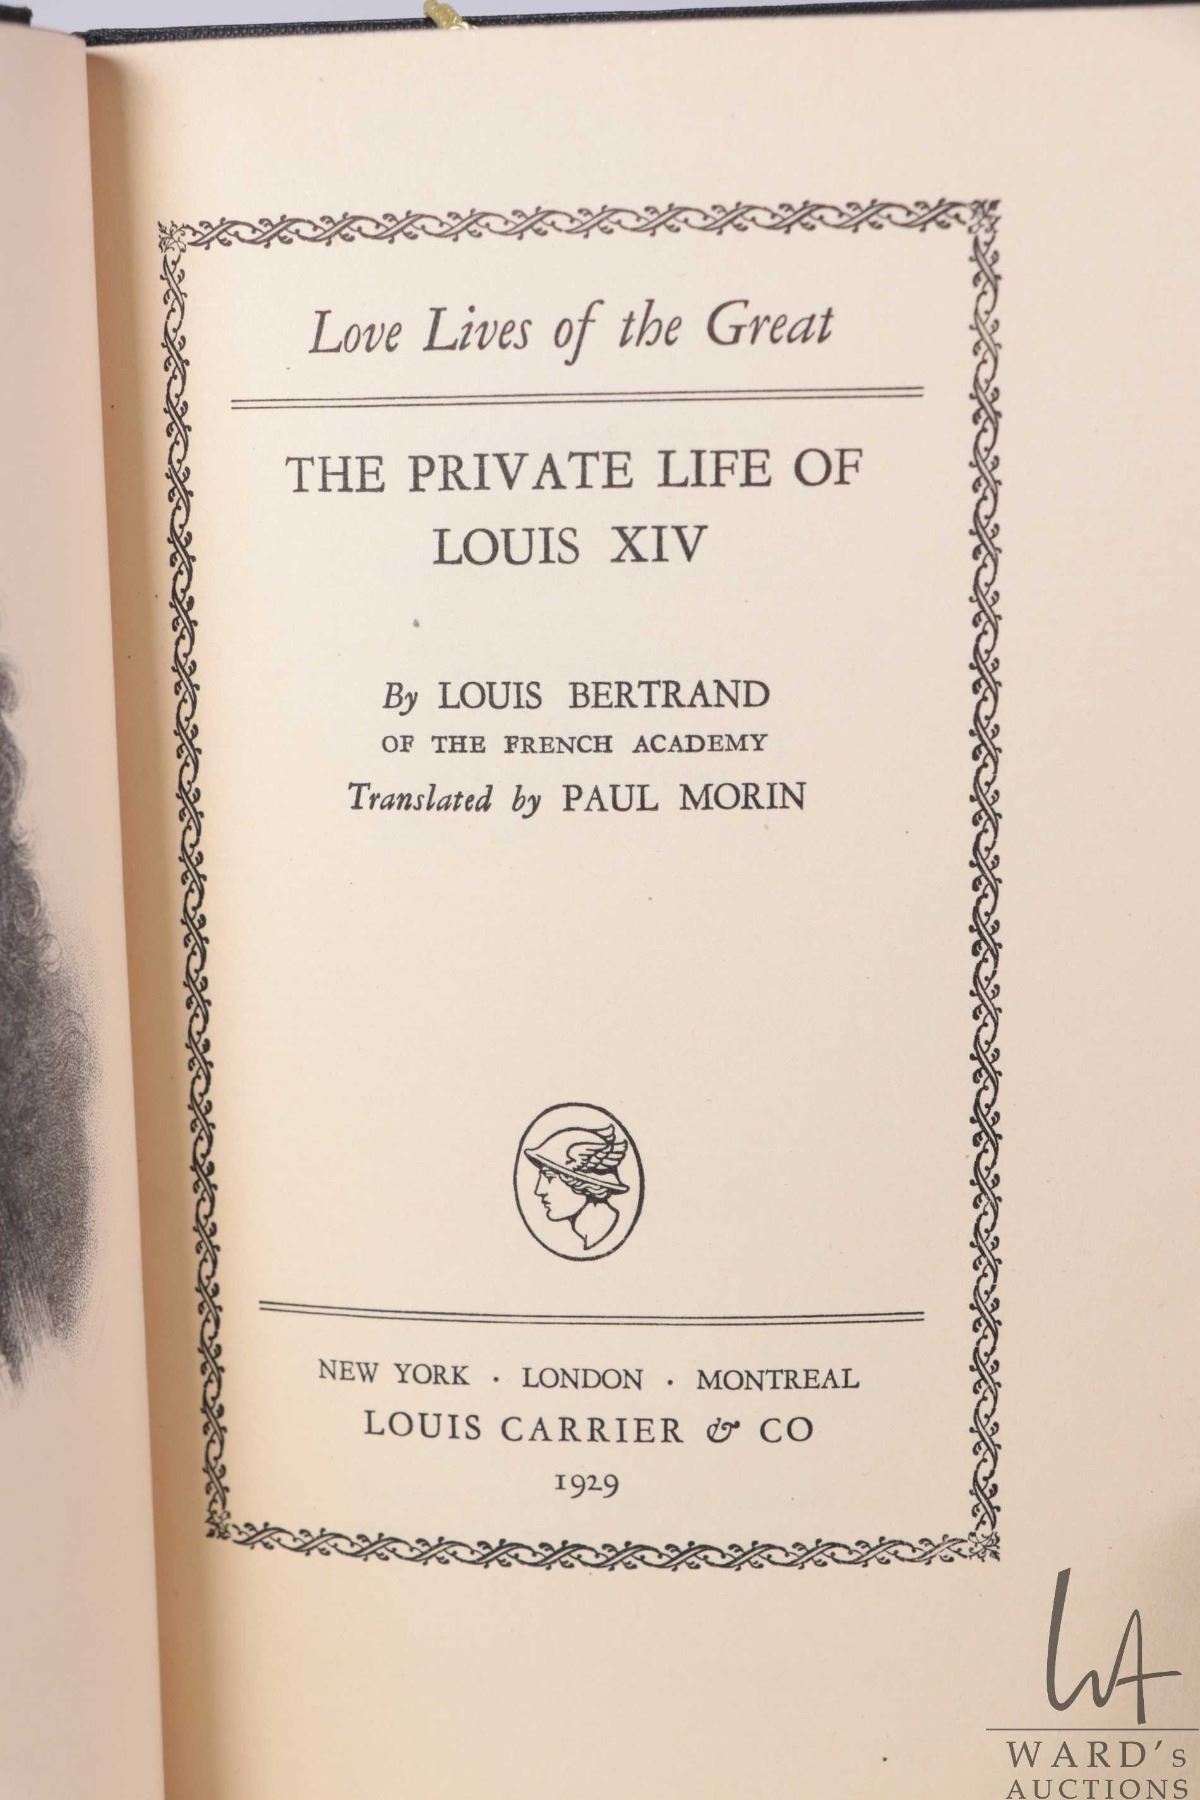 Love Lives of the Great
THE PRIVATE LIFE OF
LOUIS XIV
By LOUIS BERTRAND
OF THE FRENCH ACADEMY
Translated by PAUL MORIN
NEW YORK · LONDON · MONTREAL
LOUIS CARRIER & CO
1929
WA
WARD's
AUCTIONS